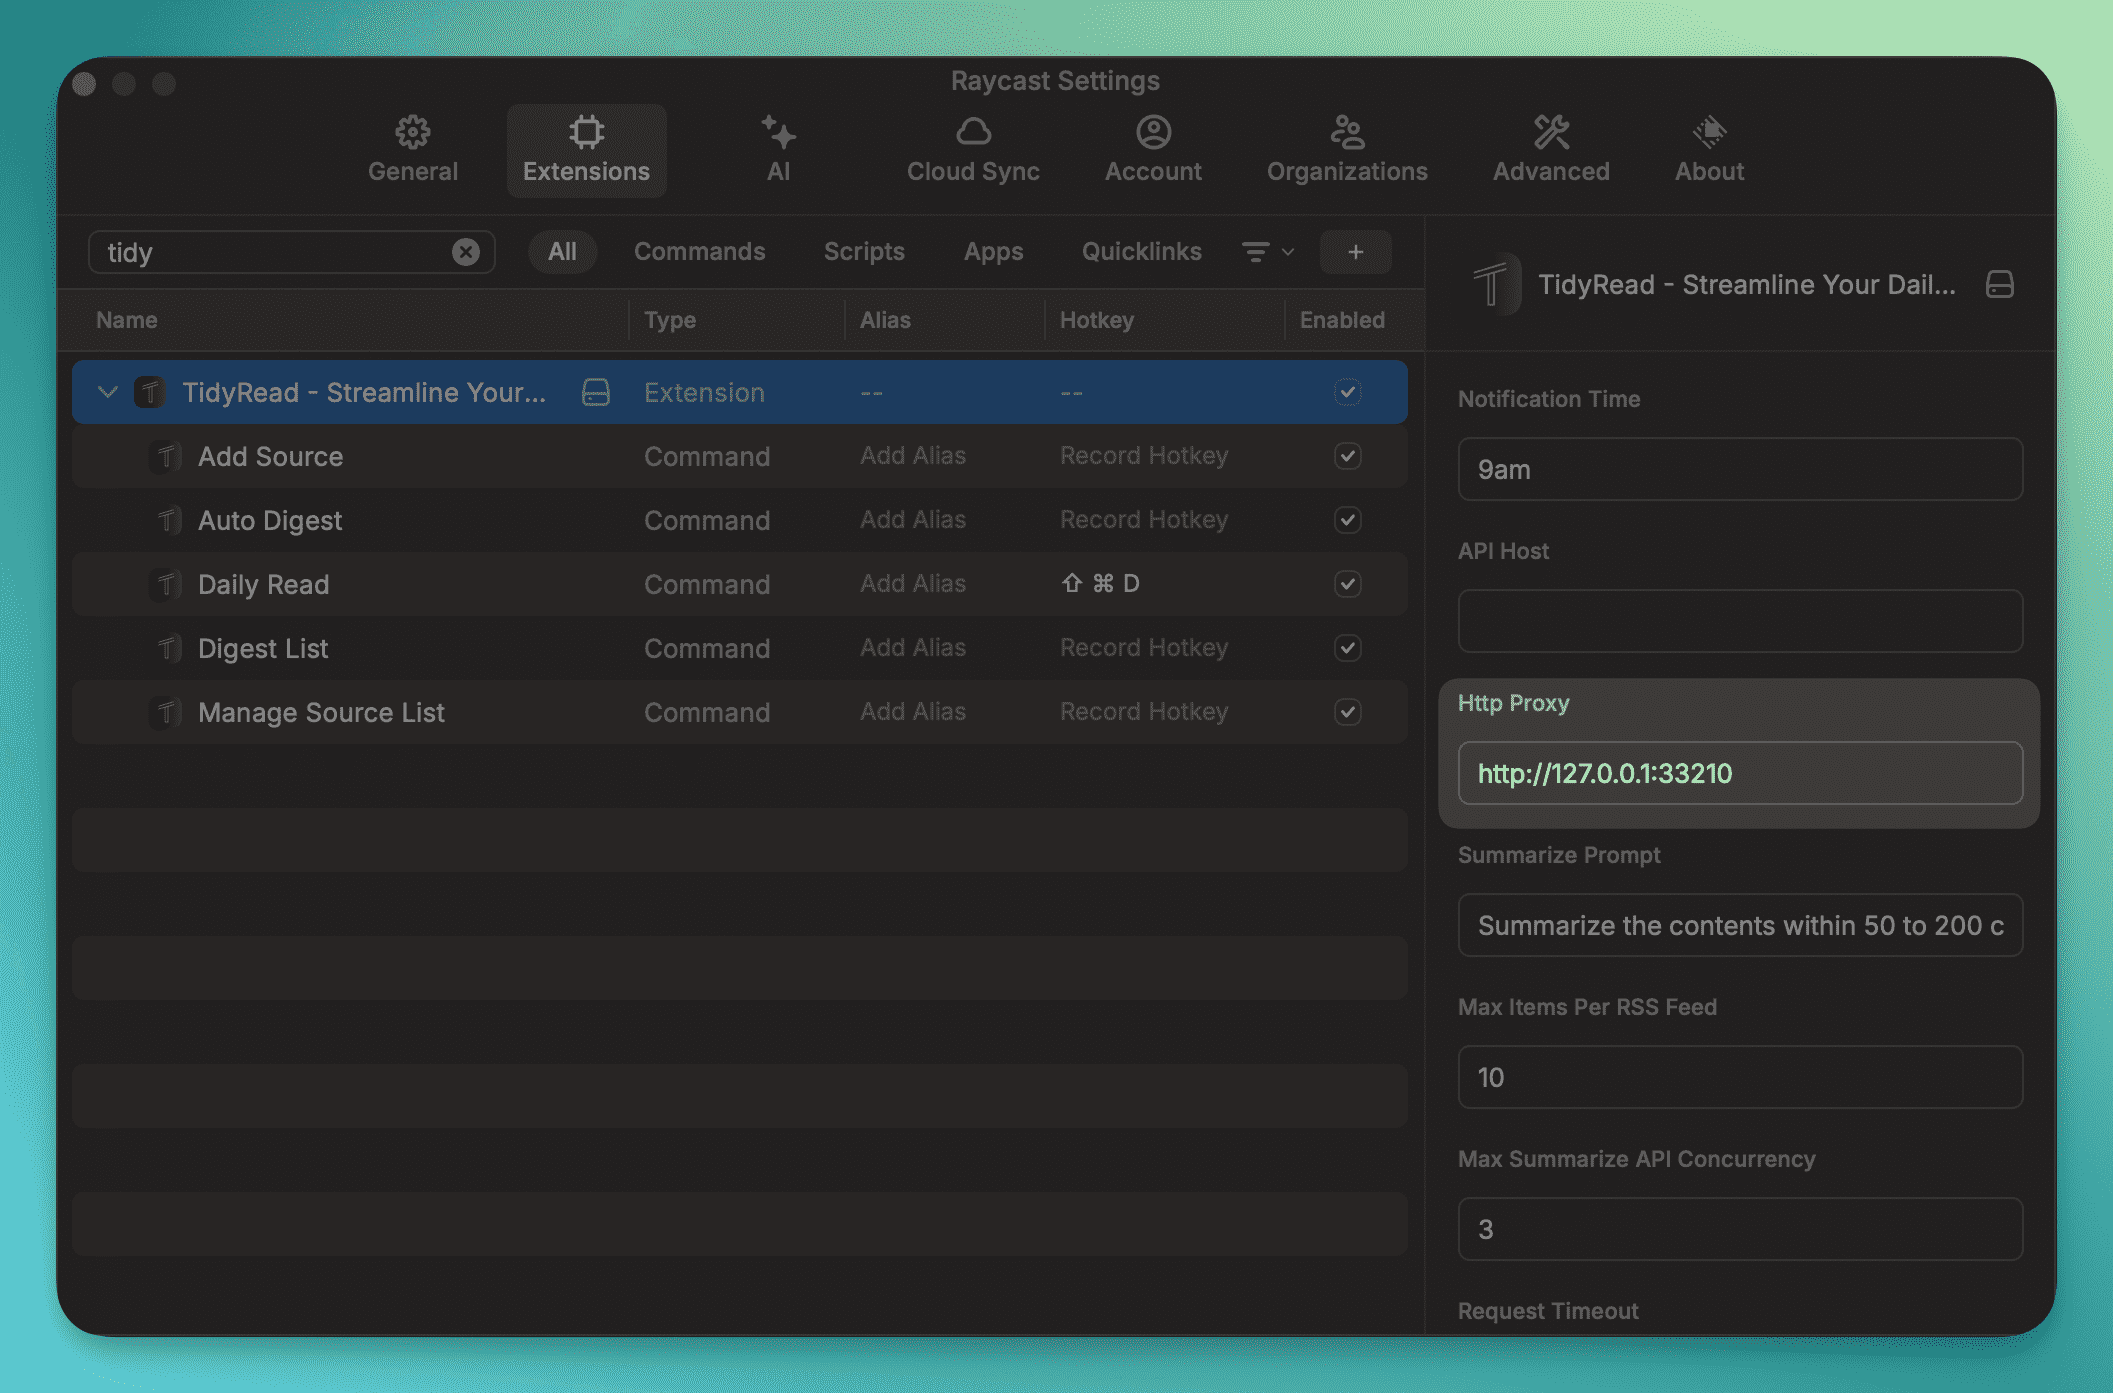 Raycast Settings
General
Extensions
AI
Cloud Sync
Account
Organizations
Advanced
About
tidy
All
Commands
Scripts
Apps
Quicklinks
+
Name Type Alias Hotkey Enabled
TidyRead - Streamline Your... Extension -- --
Add Source Command Add Alias Record Hotkey
Auto Digest Command Add Alias Record Hotkey
Daily Read Command Add Alias ⇧ ⌘ D
Digest List Command Add Alias Record Hotkey
Manage Source List Command Add Alias Record Hotkey
TidyRead - Streamline Your Dail...
Notification Time
9am
API Host
Http Proxy
http://127.0.0.1:33210
Summarize Prompt
Summarize the contents within 50 to 200 c
Max Items Per RSS Feed
10
Max Summarize API Concurrency
3
Request Timeout